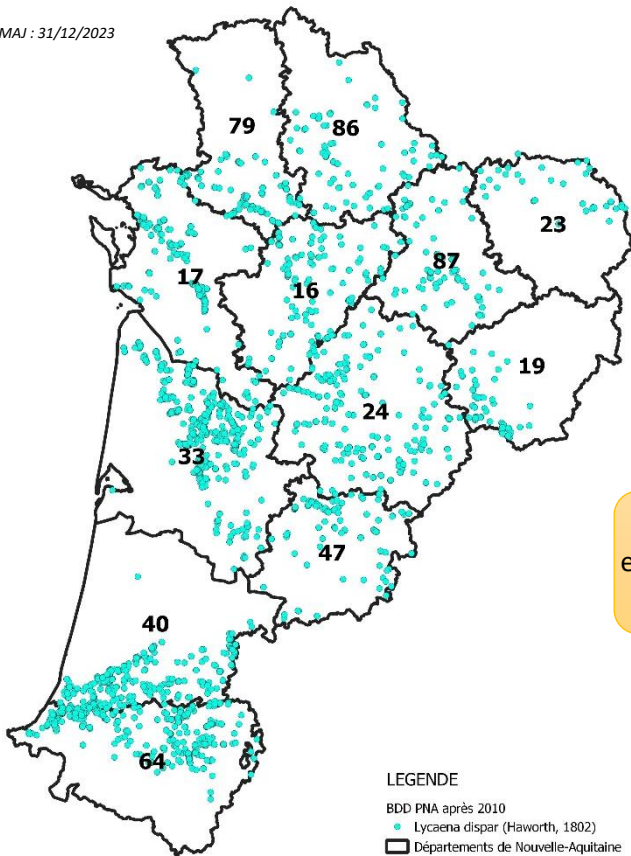 MAJ : 31/12/2023
79
86
23
17
16
87
19
24
33
47
e
40
64
LEGENDE
BDD PNA après 2010
Lycaena dispar (Haworth, 1802)
Départements de Nouvelle-Aquitaine